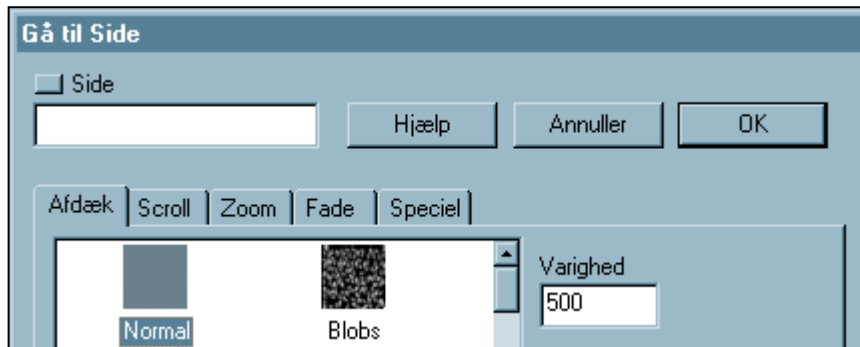 Gå til Side
Side
Hjælp Annuller OK
Afdæk Scroll Zoom Fade Speciel
Varighed
500
Normal Blobs